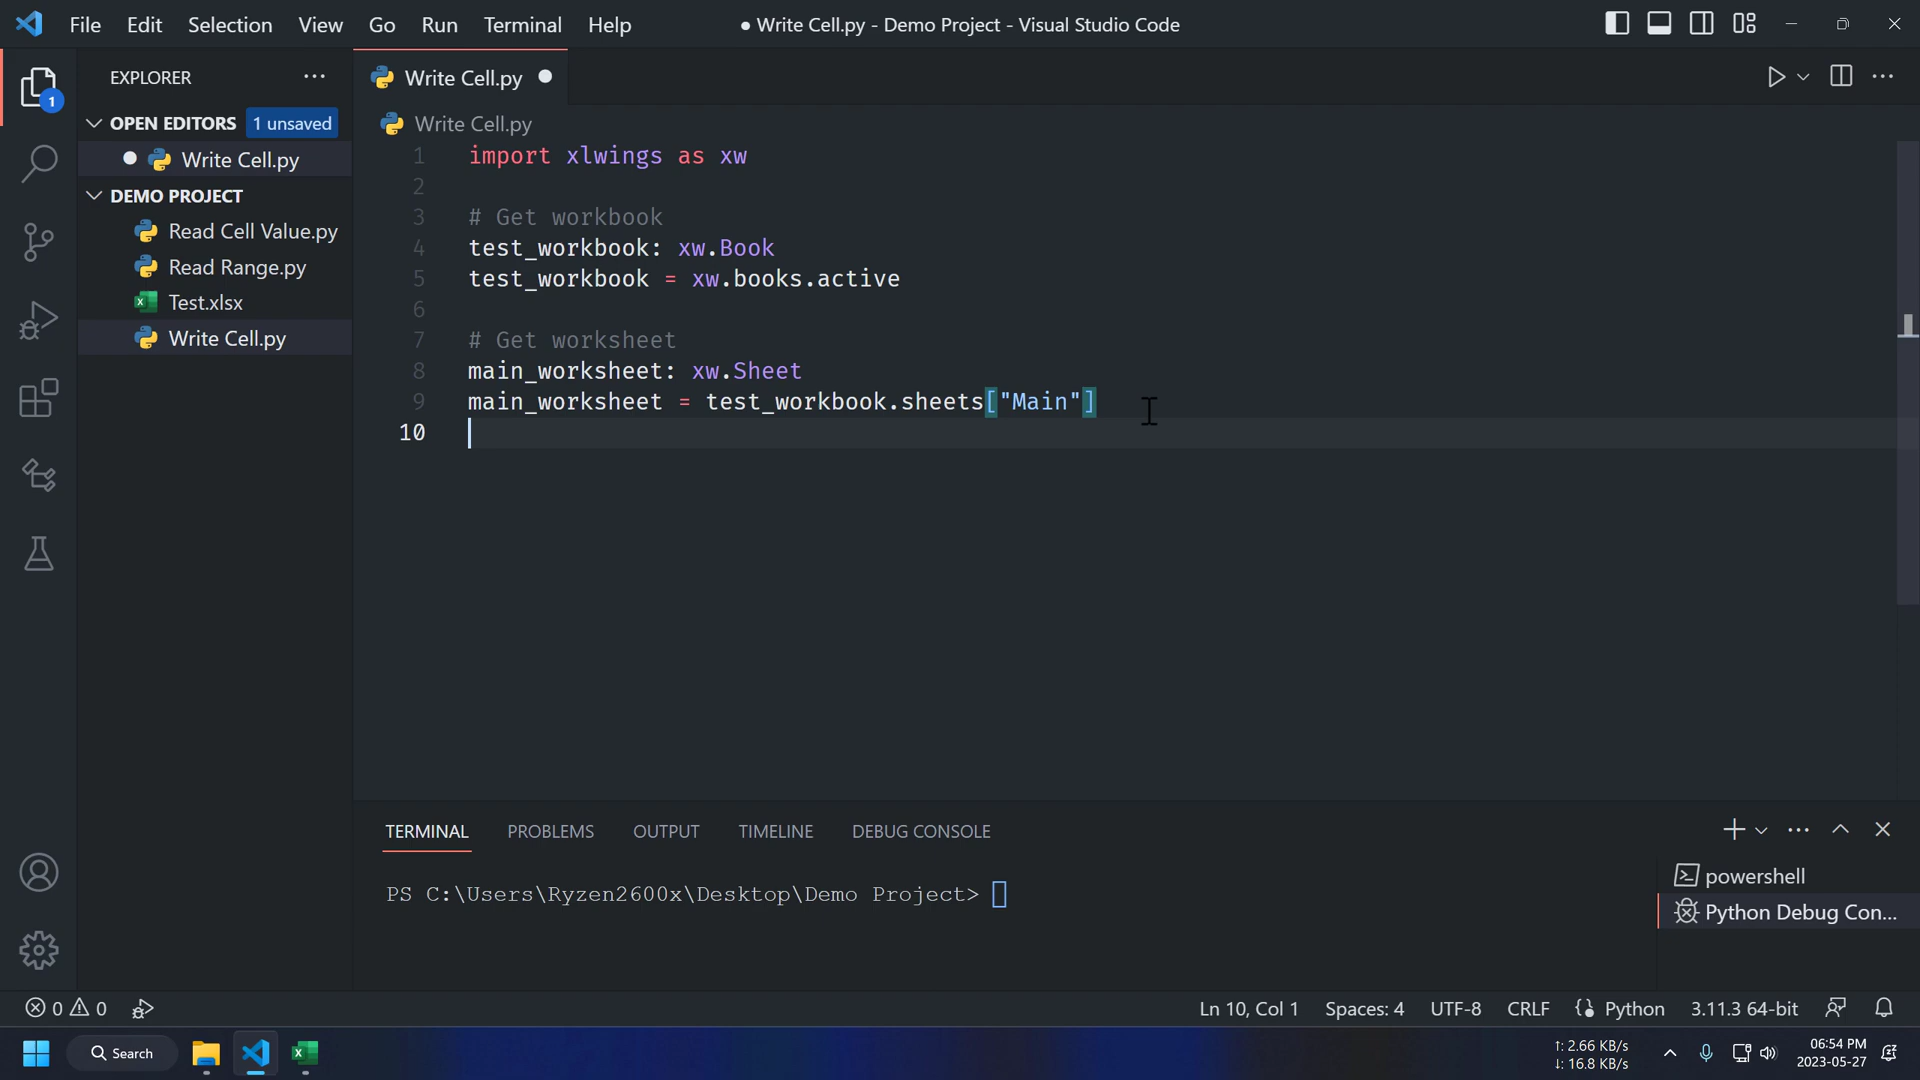 File Edit Selection View Go Run Terminal Help
● Write Cell.py - Demo Project - Visual Studio Code
EXPLORER
OPEN EDITORS 1 unsaved
Write Cell.py
DEMO PROJECT
Read Cell Value.py
Read Range.py
Test.xlsx
Write Cell.py
1
Write Cell.py
Write Cell.py
1 import xlwings as xw
2
3 # Get workbook
4 test_workbook: xw.Book
5 test_workbook = xw.books.active
6
7 # Get worksheet
8 main_worksheet: xw.Sheet
9 main_worksheet = test_workbook.sheets["Main"]
10
TERMINAL PROBLEMS OUTPUT TIMELINE DEBUG CONSOLE
PS C:\Users\Ryzen2600x\Desktop\Demo Project>
powershell
Python Debug Con...
0 0
Ln 10, Col 1 Spaces: 4 UTF-8 CRLF Python 3.11.3 64-bit
Search
↑: 2.66 KB/s
↓: 16.8 KB/s
06:54 PM
2023-05-27